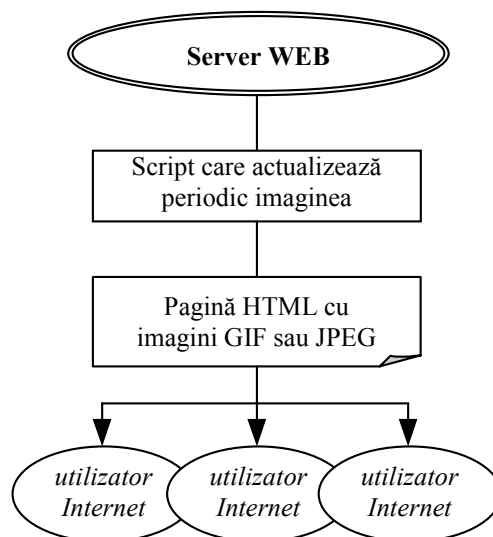 Server WEB
Script care actualizează
periodic imaginea
Pagină HTML cu
imagini GIF sau JPEG
utilizator
Internet
utilizator
Internet
utilizator
Internet